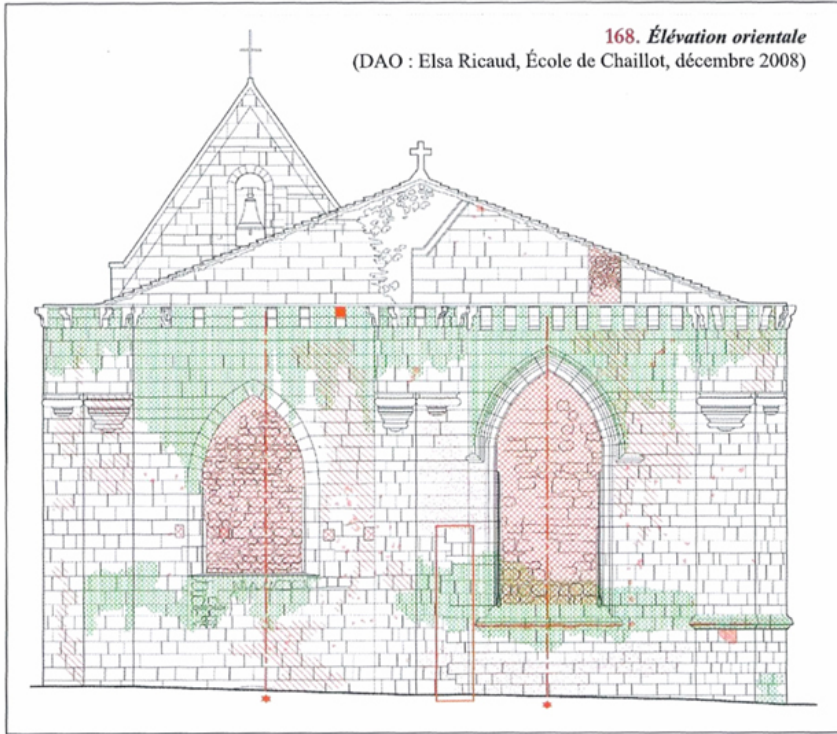 168. Élévation orientale
(DAO : Elsa Ricaud, École de Chaillot, décembre 2008)